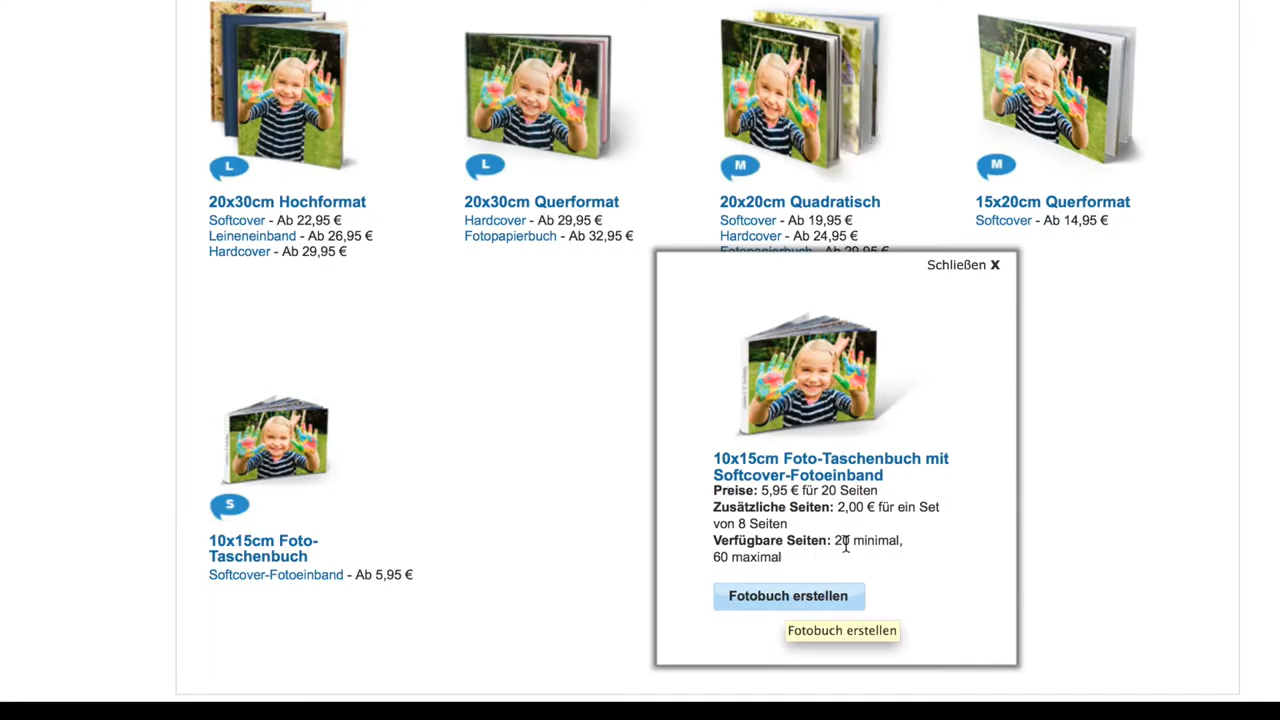 L
20x30cm Hochformat
Softcover - Ab 22,95 €
Leineneinband - Ab 26,95 €
Hardcover - Ab 29,95 €
L
20x30cm Querformat
Hardcover - Ab 29,95 €
Fotopapierbuch - Ab 32,95 €
M
20x20cm Quadratisch
Softcover - Ab 19,95 €
Hardcover - Ab 24,95 €
Fotopapierbuch - Ab 29,95 €
M
15x20cm Querformat
Softcover - Ab 14,95 €
S
10x15cm Foto-
Taschenbuch
Softcover-Fotoeinband - Ab 5,95 €
Schließen X
10x15cm Foto-Taschenbuch mit
Softcover-Fotoeinband
Preise: 5,95 € für 20 Seiten
Zusätzliche Seiten: 2,00 € für ein Set
von 8 Seiten
Verfügbare Seiten: 20 minimal,
60 maximal
Fotobuch erstellen
Fotobuch erstellen